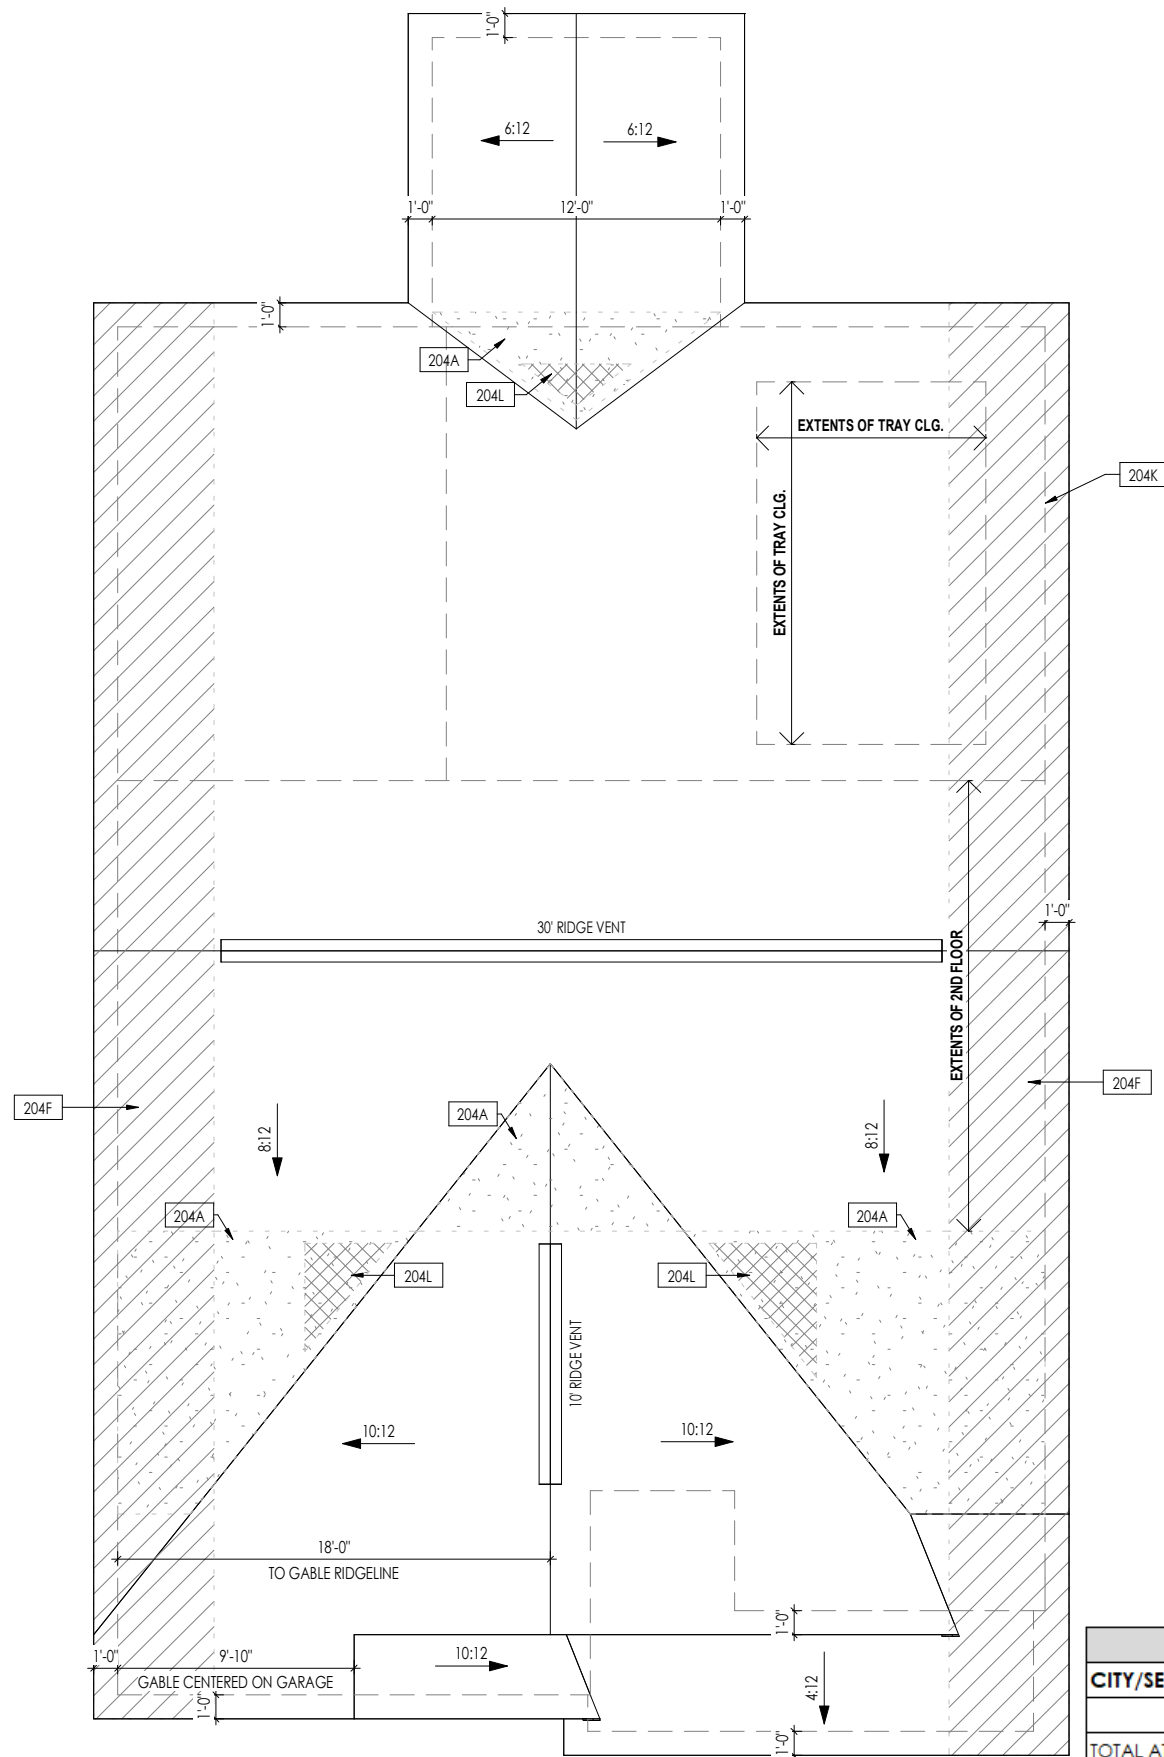 1'-0"
6:12
6:12
1'-0"
12'-0"
1'-0"
1'-0"
204A
204L
EXTENTS OF TRAY CLG.
EXTENTS OF TRAY CLG.
204K
30' RIDGE VENT
1'-0"
EXTENTS OF 2ND FLOOR
204F
204F
204A
8:12
8:12
204A
204A
204L
204L
10' RIDGE VENT
10:12
10:12
18'-0"
TO GABLE RIDGELINE
1'-0"
1'-0"
9'-10"
10:12
GABLE CENTERED ON GARAGE
4:12
1'-0"
1'-0"
CITY/SE
TOTAL AT